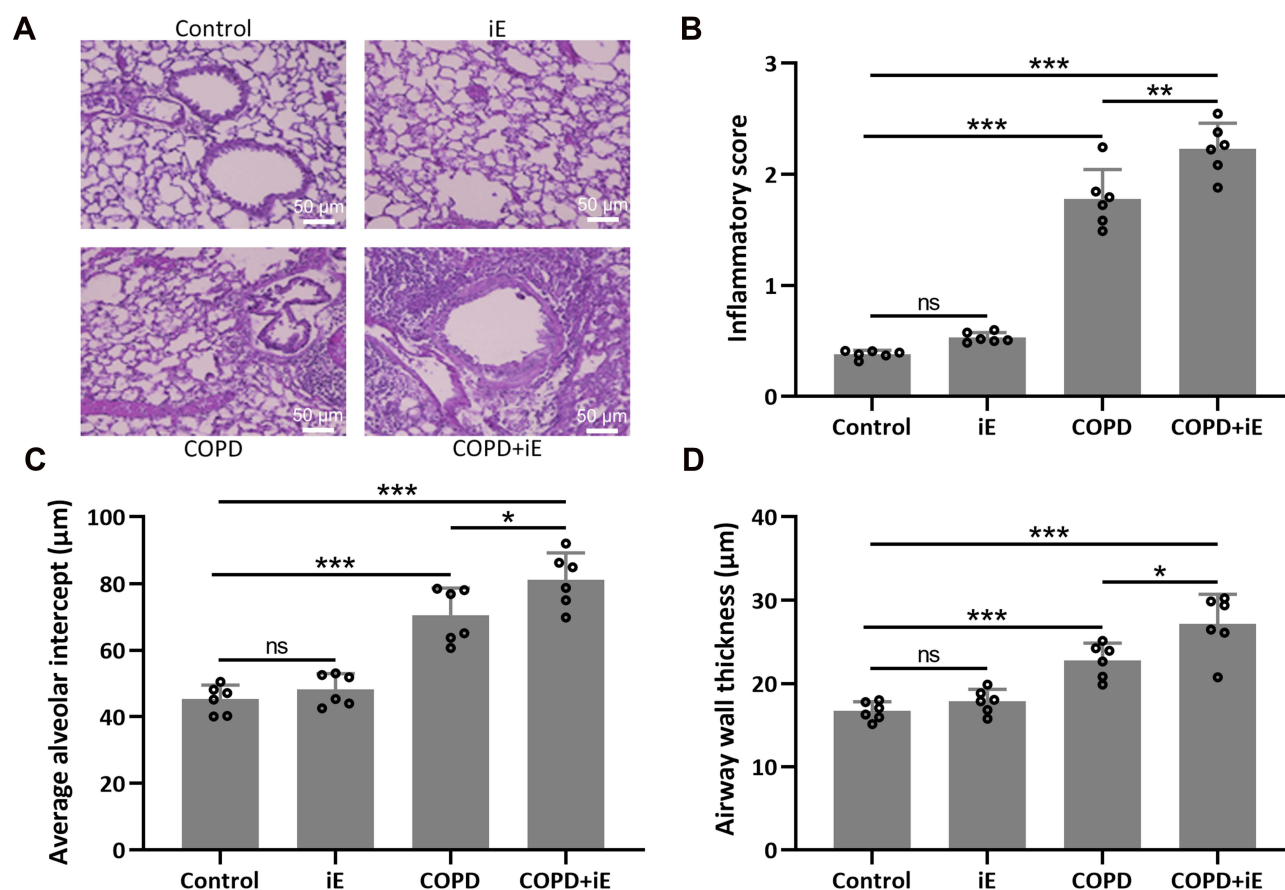 A
Control
iE
50 µm
50 µm
50 µm
50 µm
COPD
COPD+iE
B
Inflammatory score
3
2
1
0
***
**
***
ns
Control
iE
COPD
COPD+iE
C
Average alveolar intercept (µm)
100
80
60
40
20
0
***
*
***
ns
Control
iE
COPD
COPD+iE
D
Airway wall thickness (µm)
40
30
20
10
0
***
*
***
ns
Control
iE
COPD
COPD+iE